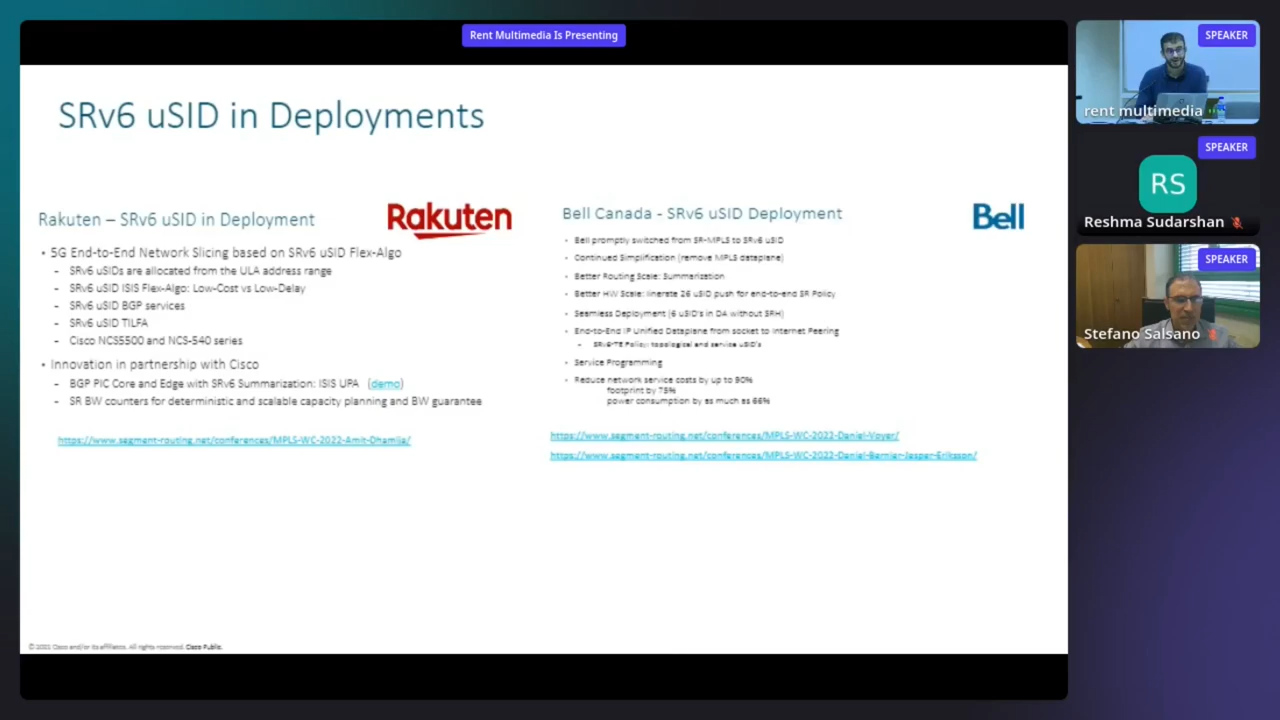 Rent Multimedia Is Presenting
SRv6 uSID in Deployments
Rakuten – SRv6 uSID in Deployment
Rakuten
• 5G End-to-End Network Slicing based on SRv6 uSID Flex-Algo
– SRv6 uSIDs are allocated from the ULA address range
– SRv6 uSID ISIS Flex-Algo: Low-Cost vs Low-Delay
– SRv6 uSID BGP services
– SRv6 uSID TILFA
– Cisco NCS5500 and NCS-540 series
• Innovation in partnership with Cisco
– BGP PIC Core and Edge with SRv6 Summarization: ISIS UPA (demo)
– SR BW counters for deterministic and scalable capacity planning and BW guarantee
https://www.segment-routing.net/conferences/MPLS-WC-2022-Amit-Dhamija/
Bell Canada - SRv6 uSID Deployment
Bell
• Bell promptly switched from SR-MPLS to SRv6 uSID
• Continued Simplification (remove MPLS dataplane)
• Better Routing Scale: Summarization
• Better HW Scale: linerate 26 uSID push for end-to-end SR Policy
• Seamless Deployment (6 uSID's in DA without SRH)
• End-to-End IP Unified Dataplane from socket to Internet Peering
– SRv6-TE Policy: topological and service uSID's
• Service Programming
• Reduce network service costs by up to 90%
footprint by 75%
power consumption by as much as 66%
https://www.segment-routing.net/conferences/MPLS-WC-2022-Daniel-Voyer/
https://www.segment-routing.net/conferences/MPLS-WC-2022-Daniel-Bernier-Jesper-Eriksson/
Cisco and/or its affiliates. All rights reserved. Cisco Public.
SPEAKER
rent multimedia
SPEAKER
RS
Reshma Sudarshan
SPEAKER
Stefano Salsano